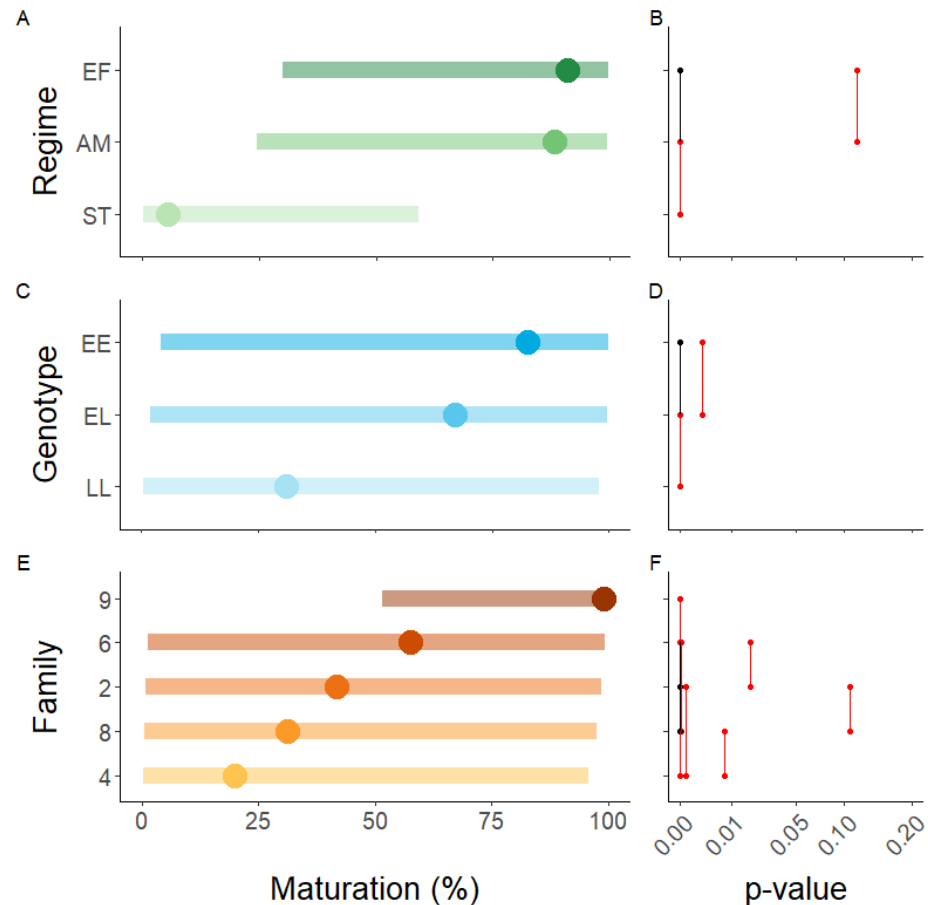 A
B
Regime
EF
AM
ST
C
D
Genotype
EE
EL
LL
E
F
Family
9
6
2
8
4
0 25 50 75 100
0.00 0.01 0.05 0.10 0.20
Maturation (%)
p-value